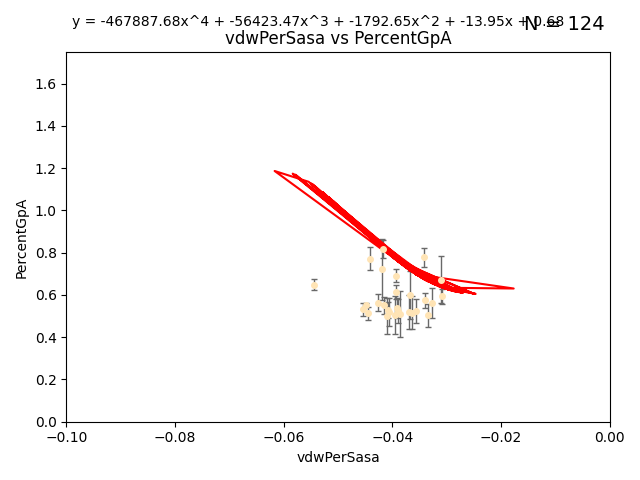 y = -467887.68x^4 + -56423.47x^3 + -1792.65x^2 + -13.95x + 0.63
N = 124
vdwPerSasa vs PercentGpA
PercentGpA
1.6
1.4
1.2
1.0
0.8
0.6
0.4
0.2
0.0
-0.10 -0.08 -0.06 -0.04 -0.02 0.00
vdwPerSasa